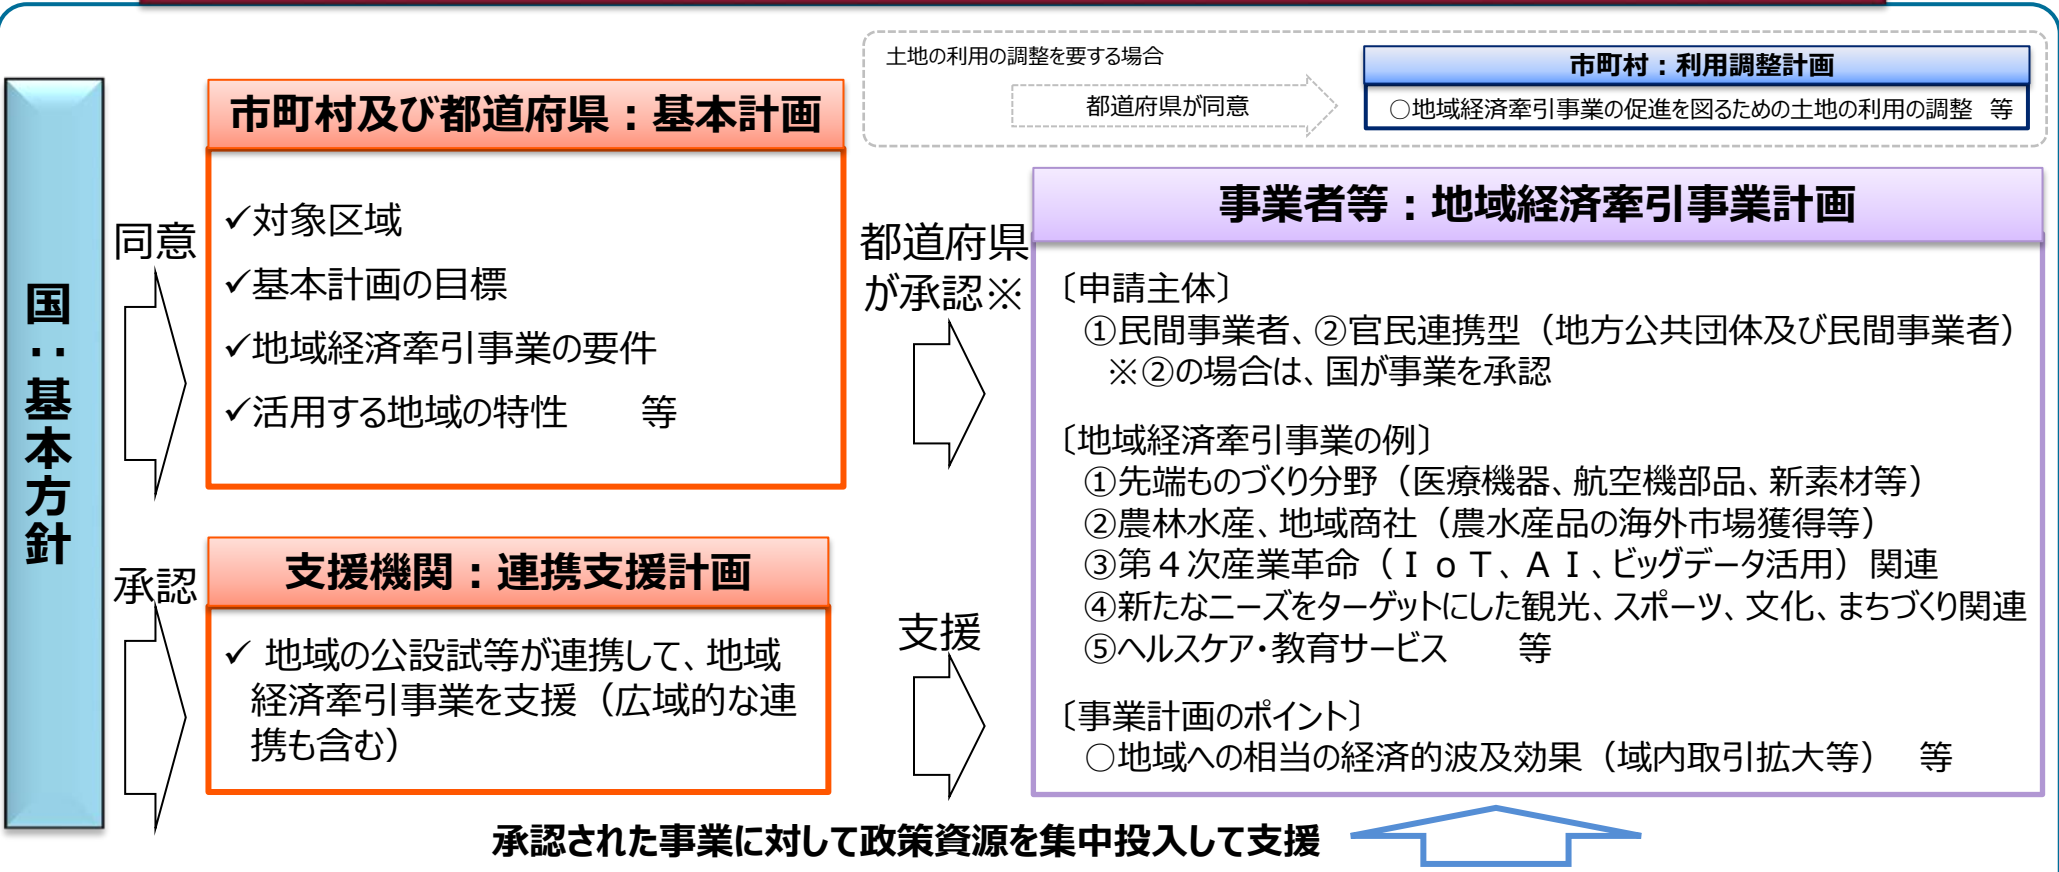 土地の利用の調整を要する場合
都道府県が同意
市町村：利用調整計画
○地域経済牽引事業の促進を図るための土地の利用の調整　等
国：基本方針
同意
市町村及び都道府県：基本計画
✓対象区域
✓基本計画の目標
✓地域経済牽引事業の要件
✓活用する地域の特性　　等
承認
支援機関：連携支援計画
✓ 地域の公設試等が連携して、地域
経済牽引事業を支援（広域的な連
携も含む）
都道府県
が承認※
支援
事業者等：地域経済牽引事業計画
〔申請主体〕
①民間事業者、②官民連携型（地方公共団体及び民間事業者）
※②の場合は、国が事業を承認
〔地域経済牽引事業の例〕
①先端ものづくり分野（医療機器、航空機部品、新素材等）
②農林水産、地域商社（農水産品の海外市場獲得等）
③第４次産業革命（ＩｏＴ、ＡＩ、ビッグデータ活用）関連
④新たなニーズをターゲットにした観光、スポーツ、文化、まちづくり関連
⑤ヘルスケア・教育サービス　　等
〔事業計画のポイント〕
○地域への相当の経済的波及効果（域内取引拡大等）　等
承認された事業に対して政策資源を集中投入して支援